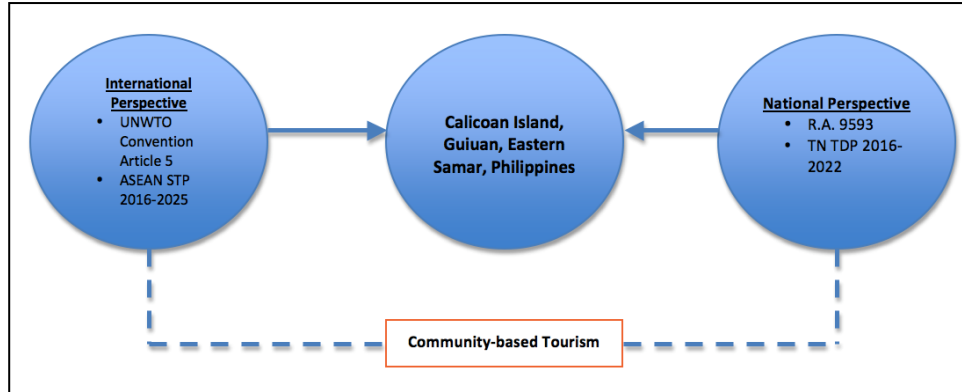 International
Perspective
• UNWTO
Convention
Article 5
• ASEAN STP
2016-2025
Calicoan Island,
Guiuan, Eastern
Samar, Philippines
National Perspective
• R.A. 9593
• TN TDP 2016-
2022
Community-based Tourism